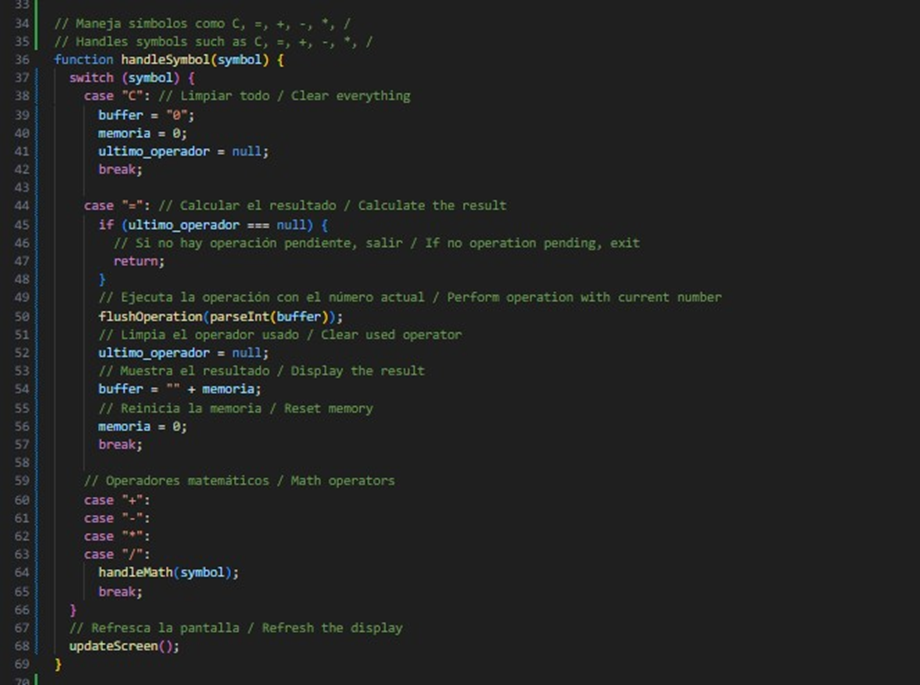 33
34 // Maneja símbolos como C, =, +, -, *, /
35 // Handles symbols such as C, =, +, -, *, /
36 function handleSymbol(symbol) {
37 switch (symbol) {
38 case "C": // Limpiar todo / Clear everything
39 buffer = "0";
40 memoria = 0;
41 ultimo_operador = null;
42 break;
43
44 case "=": // Calcular el resultado / Calculate the result
45 if (ultimo_operador === null) {
46 // Si no hay operación pendiente, salir / If no operation pending, exit
47 return;
48 }
49 // Ejecuta la operación con el número actual / Perform operation with current number
50 flushOperation(parseInt(buffer));
51 // Limpia el operador usado / Clear used operator
52 ultimo_operador = null;
53 // Muestra el resultado / Display the result
54 buffer = "" + memoria;
55 // Reinicia la memoria / Reset memory
56 memoria = 0;
57 break;
58
59 // Operadores matemáticos / Math operators
60 case "+":
61 case "-":
62 case "*":
63 case "/":
64 handleMath(symbol);
65 break;
66 }
67 // Refresca la pantalla / Refresh the display
68 updateScreen();
69 }
70